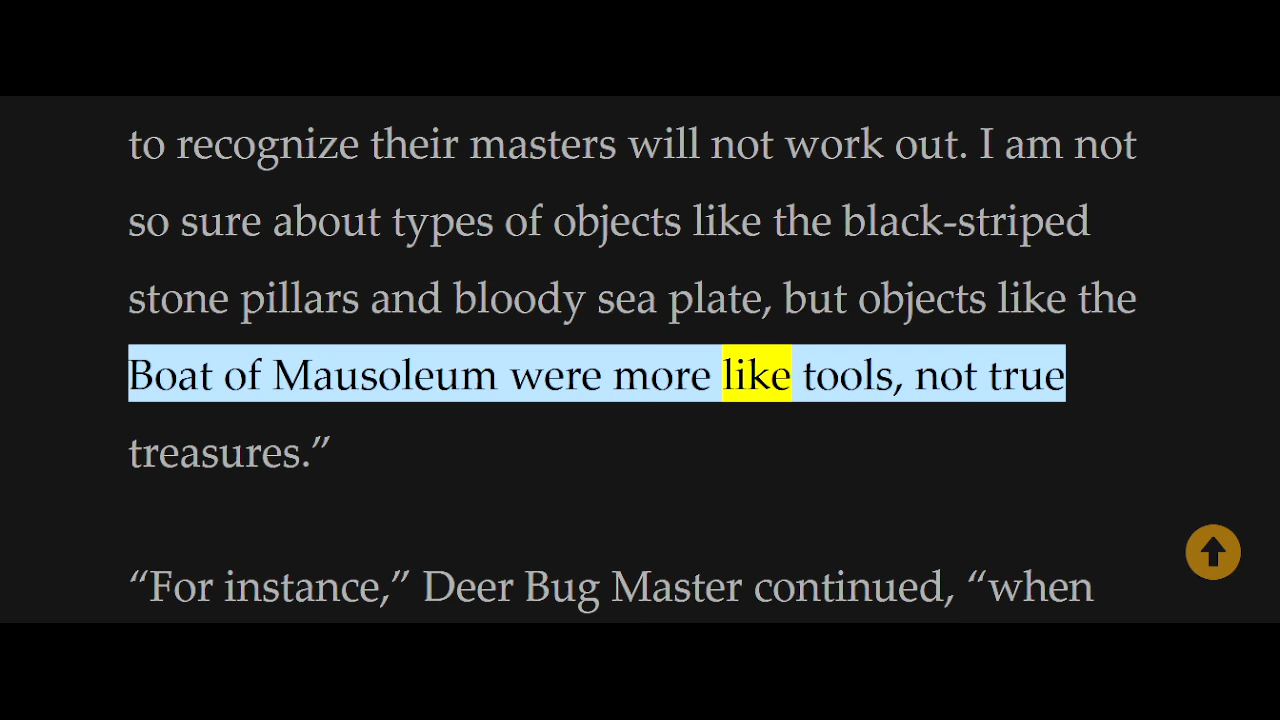 to recognize their masters will not work out. I am not
so sure about types of objects like the black-striped
stone pillars and bloody sea plate, but objects like the
Boat of Mausoleum were more like tools, not true
treasures.”
“For instance,” Deer Bug Master continued, “when